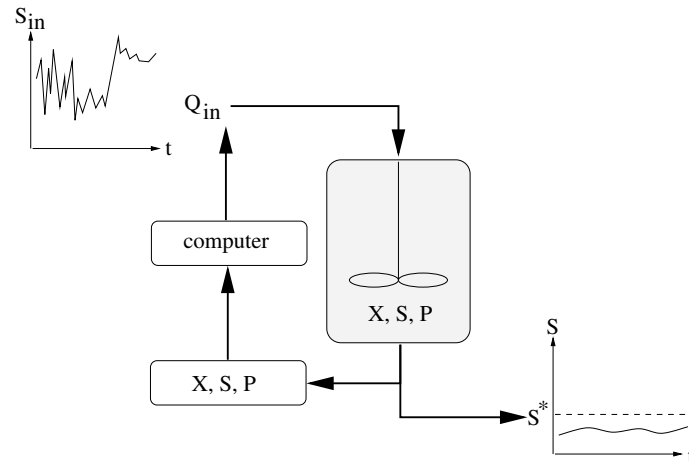 S_in
t
Q_in
computer
X, S, P
X, S, P
S
S*